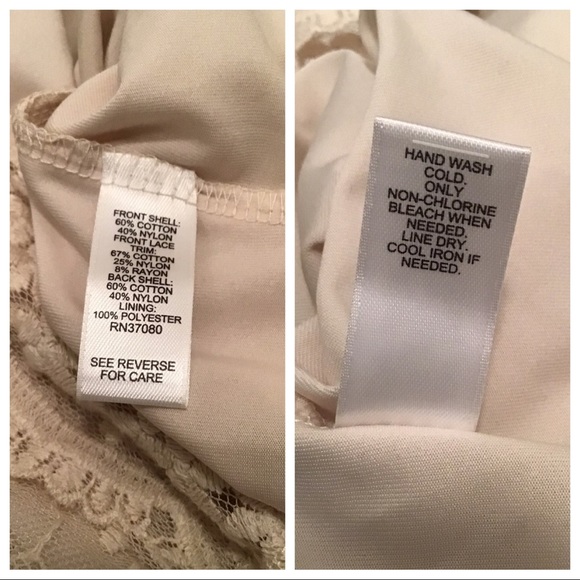 FRONT SHELL:
60% COTTON
40% NYLON
FRONT LACE
TRIM:
67% COTTON
25% NYLON
8% RAYON
BACK SHELL:
60% COTTON
40% NYLON
LINING:
100% POLYESTER
RN37080
SEE REVERSE
FOR CARE
HAND WASH
COLD.
ONLY
NON-CHLORINE
BLEACH WHEN
NEEDED.
LINE DRY.
COOL IRON IF
NEEDED.